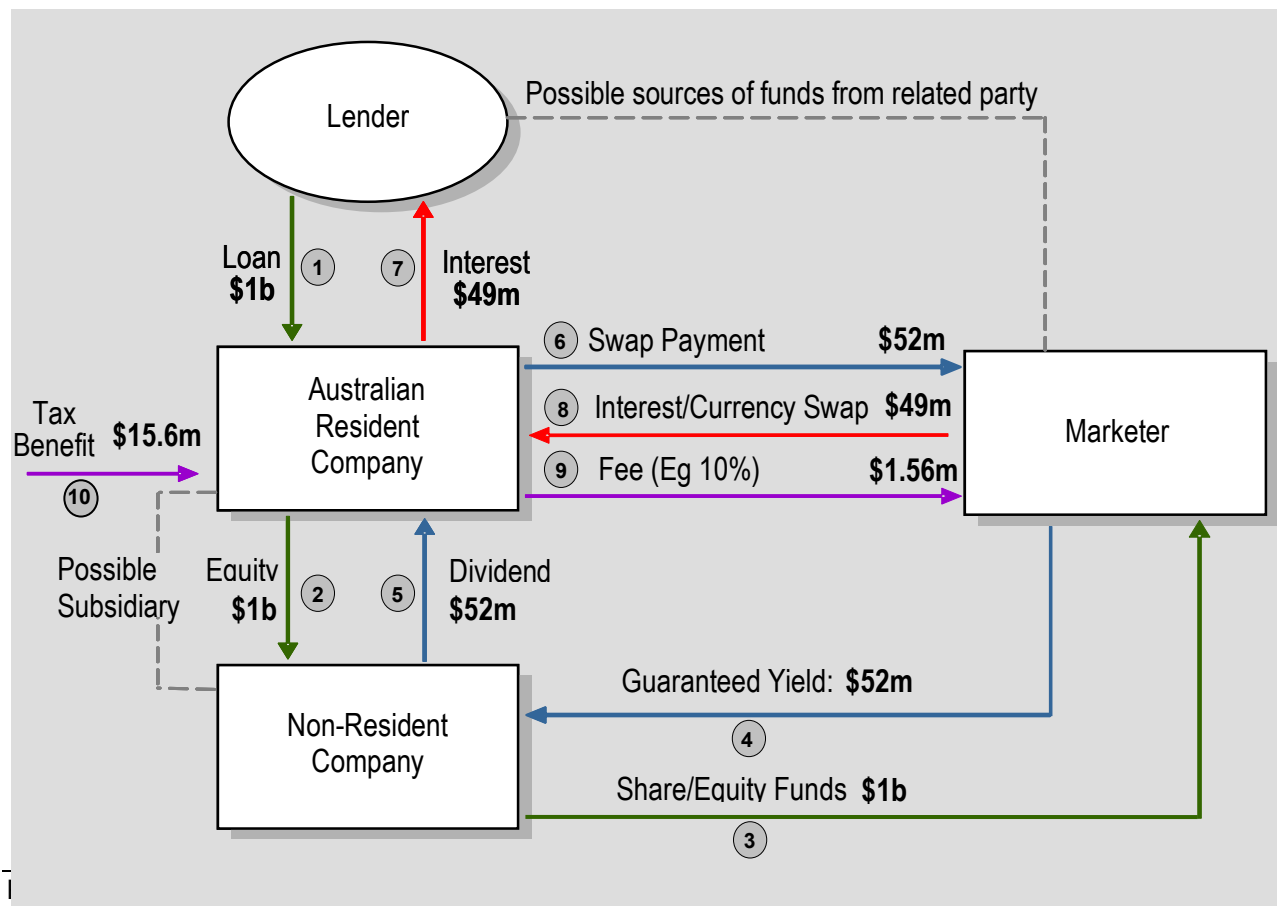 Possible sources of funds from related party
Lender
Loan
$1b
1
7
Interest
$49m
6 Swap Payment $52m
Australian
Resident
Company
8 Interest/Currency Swap $49m
Marketer
Tax
Benefit $15.6m
10
9 Fee (Eg 10%) $1.56m
Possible
Subsidiary
Equity
$1b
2
5
Dividend
$52m
Guaranteed Yield: $52m
4
Non-Resident
Company
Share/Equity Funds $1b
3